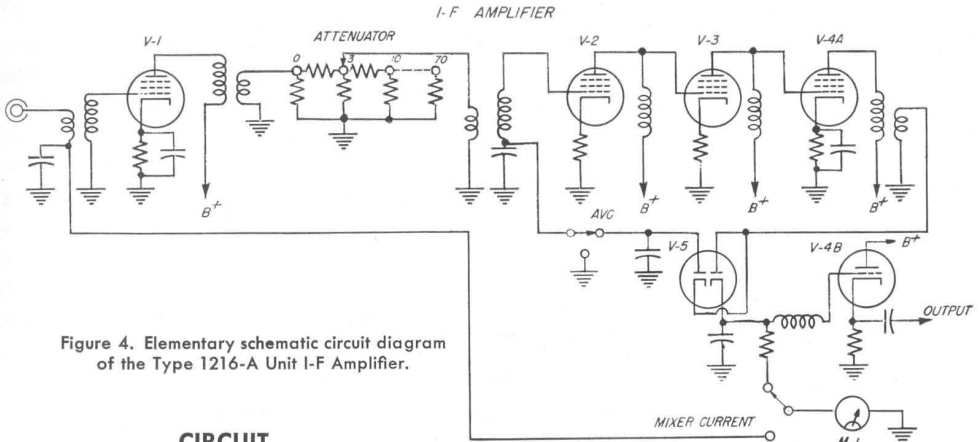 I-F AMPLIFIER
V-1
ATTENUATOR
0 3 10 70
V-2
V-3
V-4A
B+
B+
B+
B+
AVC
V-5
V-4B
B+
OUTPUT
Figure 4. Elementary schematic circuit diagram
of the Type 1216-A Unit I-F Amplifier.
MIXER CURRENT
CIRCUIT